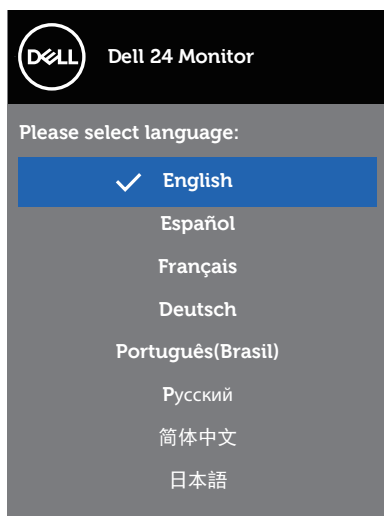 DELL
Dell 24 Monitor
Please select language:
English
Español
Français
Deutsch
Português(Brasil)
Русский
简体中文
日本語